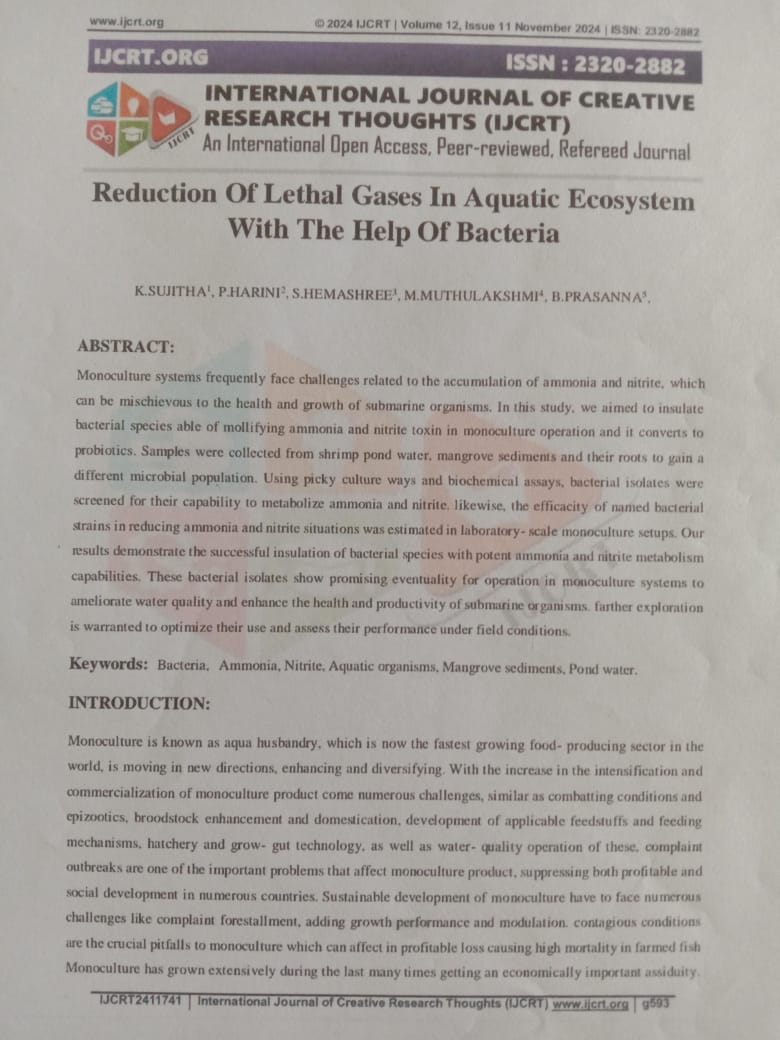 www.ijcrt.org © 2024 IJCRT | Volume 12, Issue 11 November 2024 | ISSN: 2320-2882
IJCRT.ORG ISSN : 2320-2882
INTERNATIONAL JOURNAL OF CREATIVE
RESEARCH THOUGHTS (IJCRT)
IJCRT
An International Open Access, Peer-reviewed, Refereed Journal
Reduction Of Lethal Gases In Aquatic Ecosystem
With The Help Of Bacteria
K.SUJITHA¹, P.HARINI², S.HEMASHREE³, M.MUTHULAKSHMI⁴, B.PRASANNA⁵,
ABSTRACT:
Monoculture systems frequently face challenges related to the accumulation of ammonia and nitrite, which
can be mischievous to the health and growth of submarine organisms. In this study, we aimed to insulate
bacterial species able of mollifying ammonia and nitrite toxin in monoculture operation and it converts to
probiotics. Samples were collected from shrimp pond water, mangrove sediments and their roots to gain a
different microbial population. Using picky culture ways and biochemical assays, bacterial isolates were
screened for their capability to metabolize ammonia and nitrite. likewise, the efficacy of named bacterial
strains in reducing ammonia and nitrite situations was estimated in laboratory- scale monoculture setups. Our
results demonstrate the successful insulation of bacterial species with potent ammonia and nitrite metabolism
capabilities. These bacterial isolates show promising eventuality for operation in monoculture systems to
ameliorate water quality and enhance the health and productivity of submarine organisms. farther exploration
is warranted to optimize their use and assess their performance under field conditions.
Keywords: Bacteria, Ammonia, Nitrite, Aquatic organisms, Mangrove sediments, Pond water.
INTRODUCTION:
Monoculture is known as aqua husbandry, which is now the fastest growing food- producing sector in the
world, is moving in new directions, enhancing and diversifying. With the increase in the intensification and
commercialization of monoculture product come numerous challenges, similar as combatting conditions and
epizootics, broodstock enhancement and domestication, development of applicable feedstuffs and feeding
mechanisms, hatchery and grow- gut technology, as well as water- quality operation of these, complaint
outbreaks are one of the important problems that affect monoculture product, suppressing both profitable and
social development in numerous countries. Sustainable development of monoculture have to face numerous
challenges like complaint forestallment, adding growth performance and modulation. contagious conditions
are the crucial pitfalls to monoculture which can affect in profitable loss causing high mortality in farmed fish
Monoculture has grown extensively during the last many times getting an economically important assiduity.
IJCRT2411741 | International Journal of Creative Research Thoughts (IJCRT) www.ijcrt.org | g593